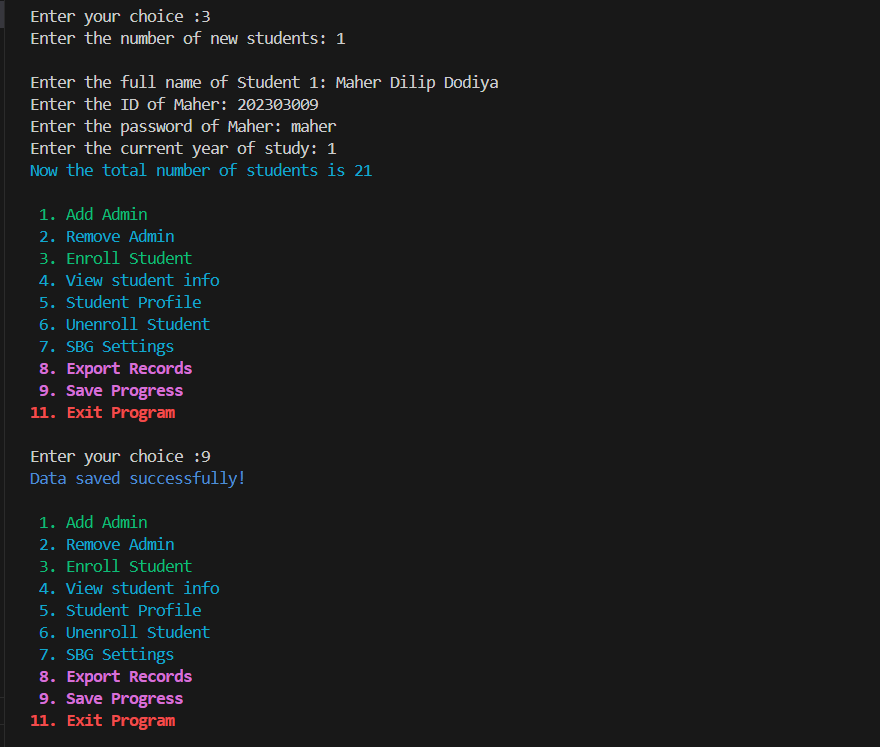 Enter your choice :3
Enter the number of new students: 1
Enter the full name of Student 1: Maher Dilip Dodiya
Enter the ID of Maher: 202303009
Enter the password of Maher: maher
Enter the current year of study: 1
Now the total number of students is 21
1. Add Admin
2. Remove Admin
3. Enroll Student
4. View student info
5. Student Profile
6. Unenroll Student
7. SBG Settings
8. Export Records
9. Save Progress
11. Exit Program
Enter your choice :9
Data saved successfully!
1. Add Admin
2. Remove Admin
3. Enroll Student
4. View student info
5. Student Profile
6. Unenroll Student
7. SBG Settings
8. Export Records
9. Save Progress
11. Exit Program